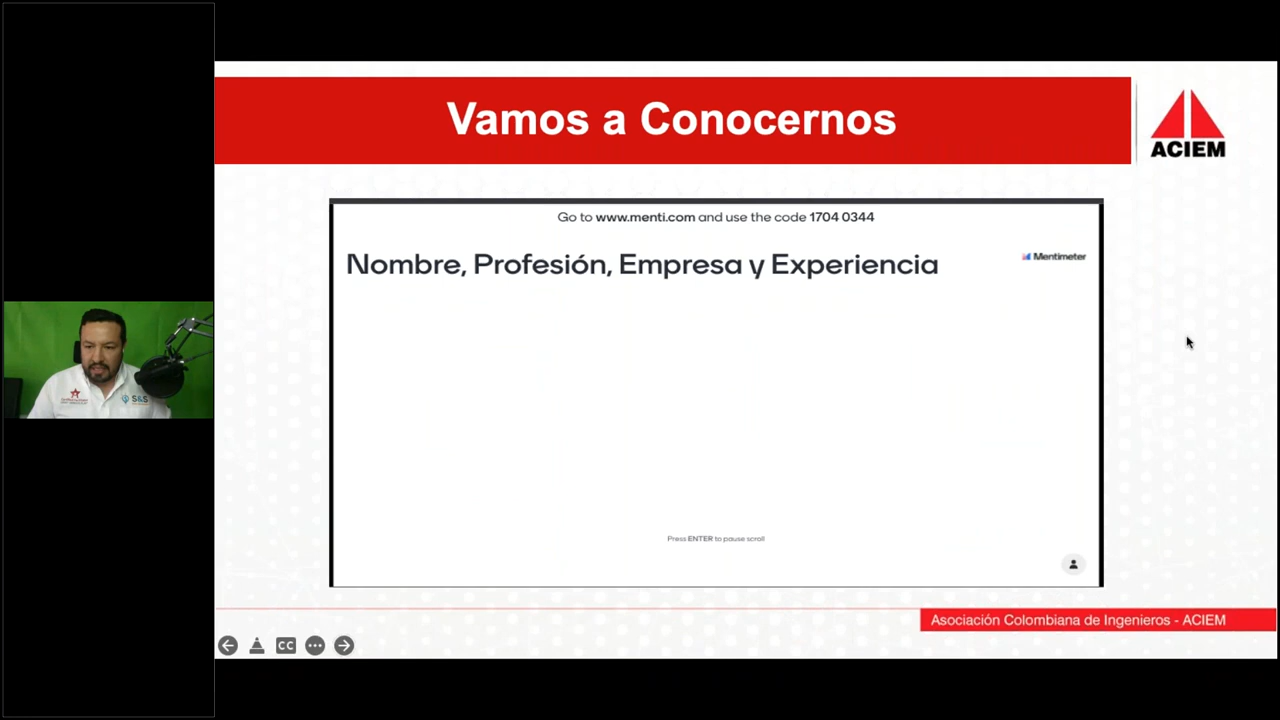 Vamos a Conocernos
ACIEM
Go to www.menti.com and use the code 1704 0344
Nombre, Profesión, Empresa y Experiencia
Mentimeter
Press ENTER to pause scroll
S&S
Asociación Colombiana de Ingenieros - ACIEM
CC